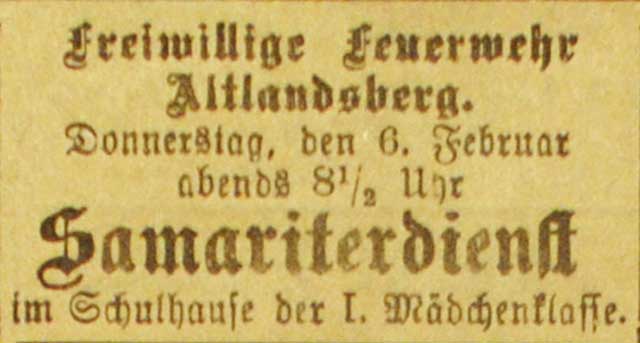 Freiwillige Feuerwehr
Altlandsberg.
Donnerstag, den 6. Februar
abends 8½ Uhr
Samariterdienst
im Schulhause der I. Mädchenklasse.